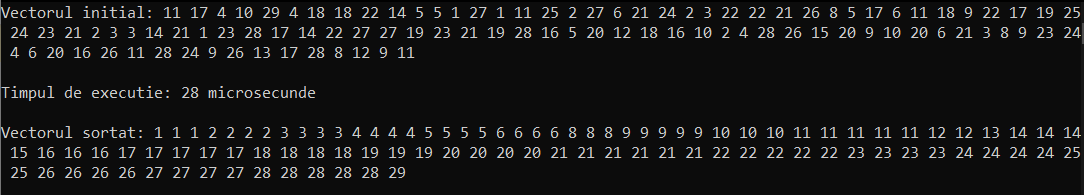 Vectorul initial: 11 17 4 10 29 4 18 18 22 14 5 5 1 27 1 11 25 2 27 6 21 24 2 3 22 22 21 26 8 5 17 6 11 18 9 22 17 19 25
24 23 21 2 3 3 14 21 1 23 28 17 14 22 27 27 19 23 21 19 28 16 5 20 12 18 16 10 2 4 28 26 15 20 9 10 20 6 21 3 8 9 23 24
4 6 20 16 26 11 28 24 9 26 13 17 28 8 12 9 11
Timpul de executie: 28 microsecunde
Vectorul sortat: 1 1 1 2 2 2 2 3 3 3 3 4 4 4 4 5 5 5 5 6 6 6 6 8 8 8 9 9 9 9 9 10 10 10 11 11 11 11 11 12 12 13 14 14 14
15 16 16 16 17 17 17 17 17 18 18 18 18 19 19 19 20 20 20 20 21 21 21 21 21 21 22 22 22 22 22 23 23 23 23 24 24 24 24 25
25 26 26 26 26 27 27 27 27 28 28 28 28 28 29